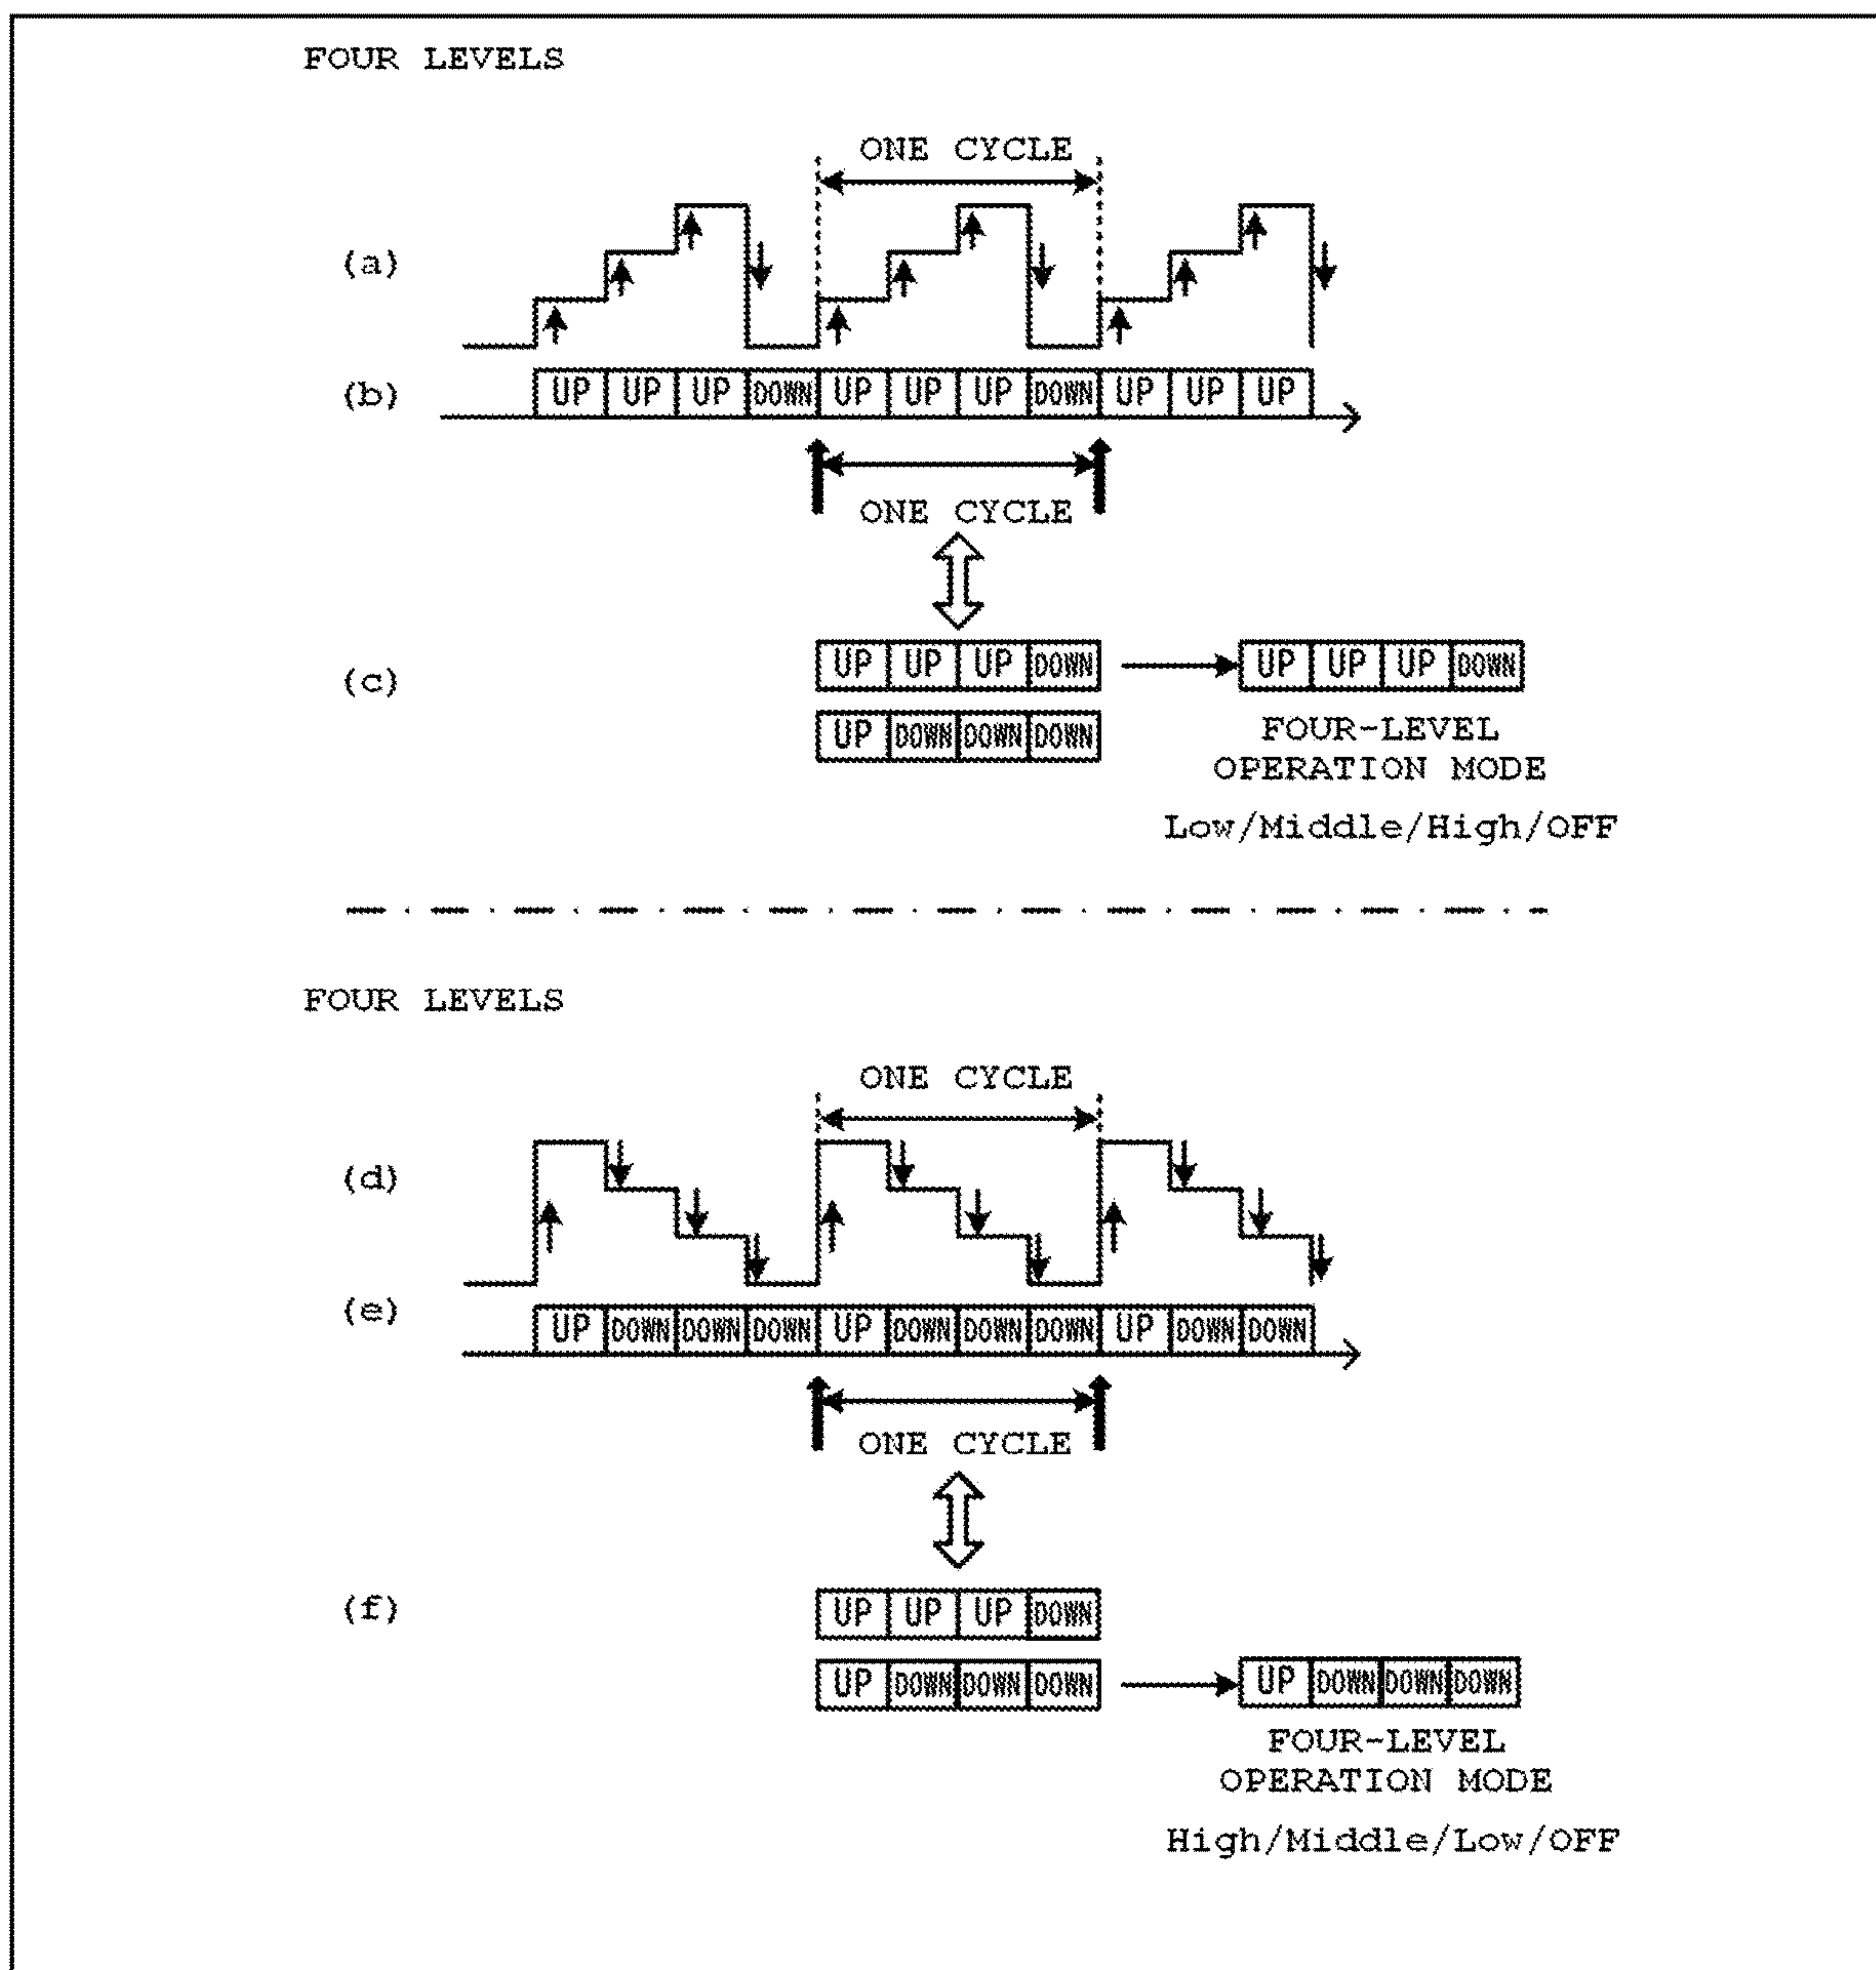 FOUR LEVELS
ONE CYCLE
(a)
(b) UP UP UP DOWN UP UP UP DOWN UP UP UP
ONE CYCLE
(c)
UP UP UP DOWN UP UP UP DOWN
UP DOWN DOWN DOWN
FOUR-LEVEL
OPERATION MODE
Low/Middle/High/OFF
FOUR LEVELS
ONE CYCLE
(d)
(e) UP DOWN DOWN DOWN UP DOWN DOWN DOWN UP DOWN DOWN
ONE CYCLE
(f) UP UP UP DOWN
UP DOWN DOWN DOWN UP DOWN DOWN DOWN
FOUR-LEVEL
OPERATION MODE
High/Middle/Low/OFF